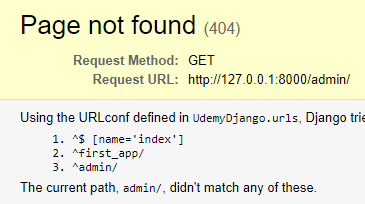 Page not found (404)
Request Method: GET
Request URL: http://127.0.0.1:8000/admin/
Using the URLconf defined in UdemyDjango.urls, Django trie
1. ^$ [name='index']
2. ^first_app/
3. ^admin/
The current path, admin/, didn't match any of these.